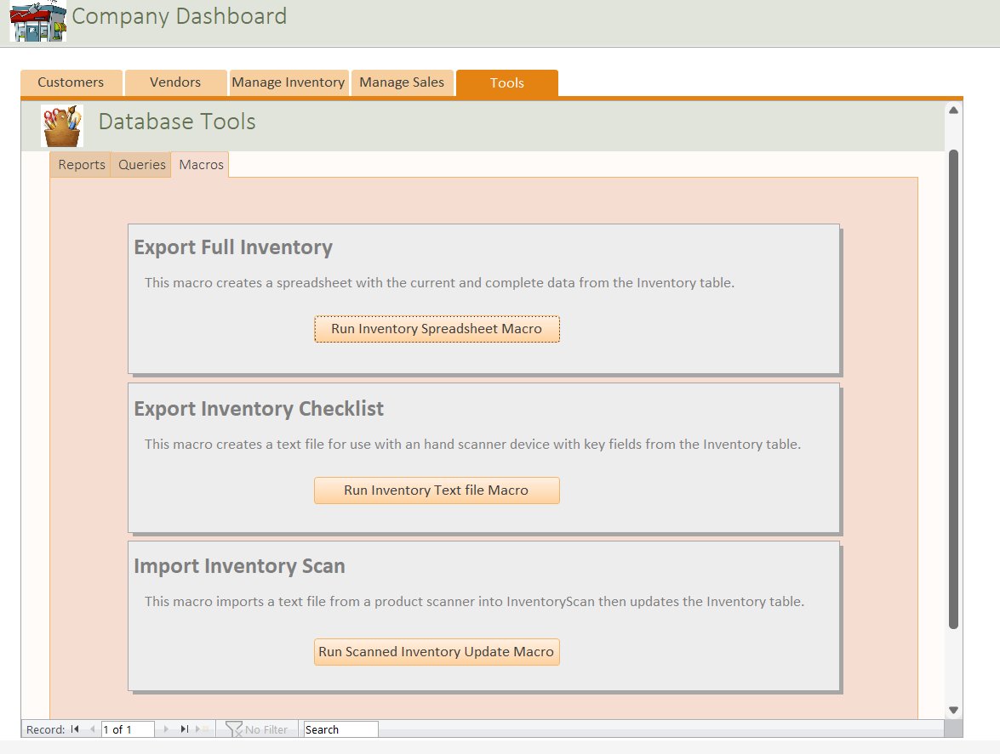 Company Dashboard
Customers Vendors Manage Inventory Manage Sales Tools
Database Tools
Reports Queries Macros
Export Full Inventory
This macro creates a spreadsheet with the current and complete data from the Inventory table.
Run Inventory Spreadsheet Macro
Export Inventory Checklist
This macro creates a text file for use with an hand scanner device with key fields from the Inventory table.
Run Inventory Text file Macro
Import Inventory Scan
This macro imports a text file from a product scanner into InventoryScan then updates the Inventory table.
Run Scanned Inventory Update Macro
Record: 1 of 1 No Filter Search